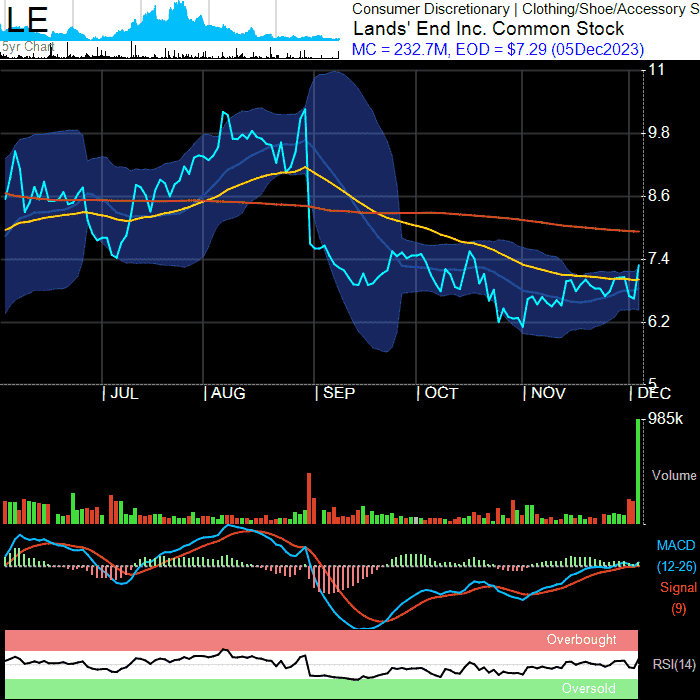 LE
Consumer Discretionary | Clothing/Shoe/Accessory S
Lands' End Inc. Common Stock
MC = 232.7M, EOD = $7.29 (05Dec2023)
5yr Chart
11
9.8
8.6
7.4
6.2
5
| JUL
| AUG
| SEP
| OCT
| NOV
| DEC
985k
Volume
MACD
(12-26)
Signal
(9)
Overbought
RSI(14)
Oversold